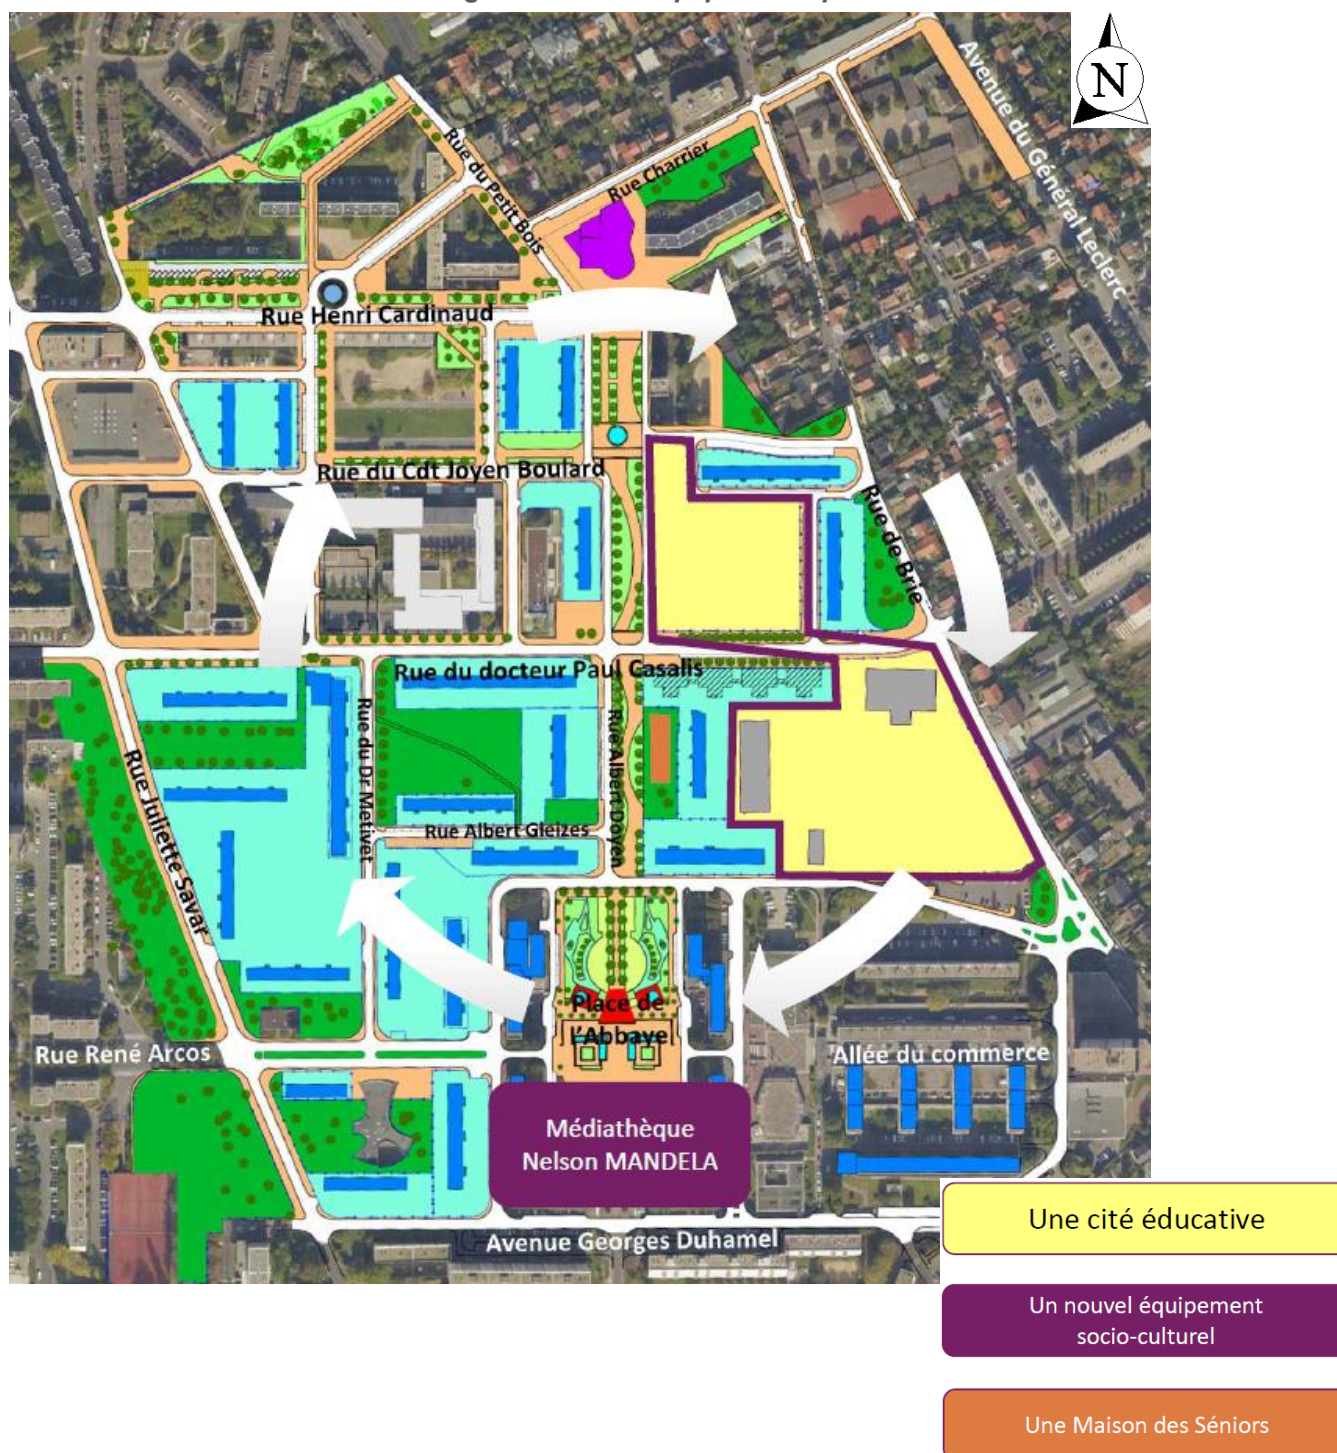 N
Avenue du Général Leclerc
Rue du Petit Bois
Rue Charrier
Rue Henri Cardinaud
Rue du Cdt Joyen Boulard
Rue de Brie
Rue du docteur Paul Casalis
Rue du Dr Metivet
Rue Albert Doyen
Rue Juliette Savar
Rue Albert Gleizes
Place de
l'Abbaye
Rue René Arcos
Allée du commerce
Médiathèque
Nelson MANDELA
Avenue Georges Duhamel
Une cité éducative
Un nouvel équipement
socio-culturel
Une Maison des Séniors